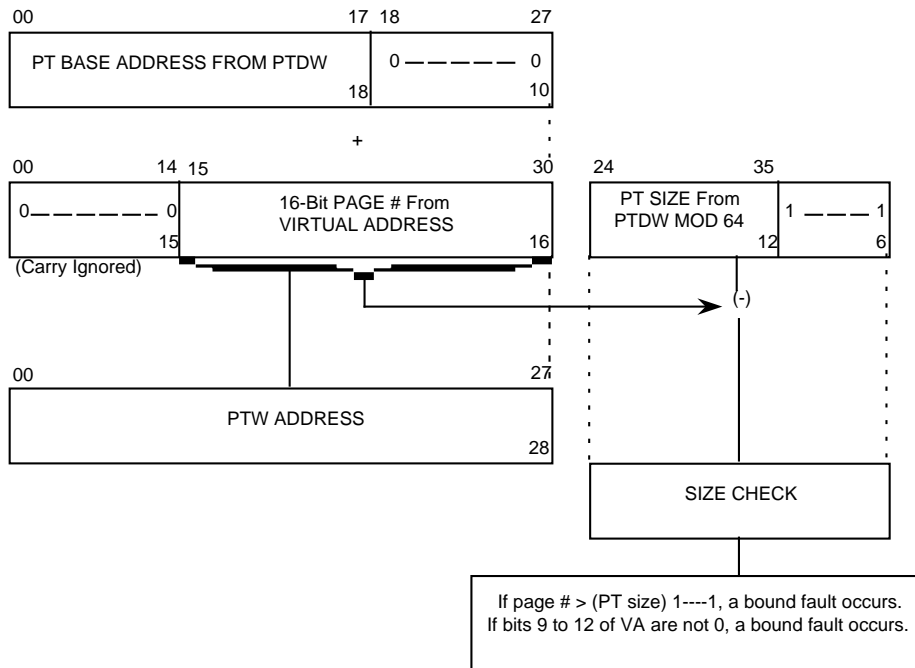 00 17 18 27
PT BASE ADDRESS FROM PTDW 0 — — — — — 0
18 10
+
00 14 15 30 24 35
0 — — — — — 0 16-Bit PAGE # From PT SIZE From 1 — — 1
VIRTUAL ADDRESS PTDW MOD 64
15 16 12 6
(Carry Ignored)
(-)
00 27
PTW ADDRESS
28
SIZE CHECK
If page # > (PT size) 1----1, a bound fault occurs.
If bits 9 to 12 of VA are not 0, a bound fault occurs.